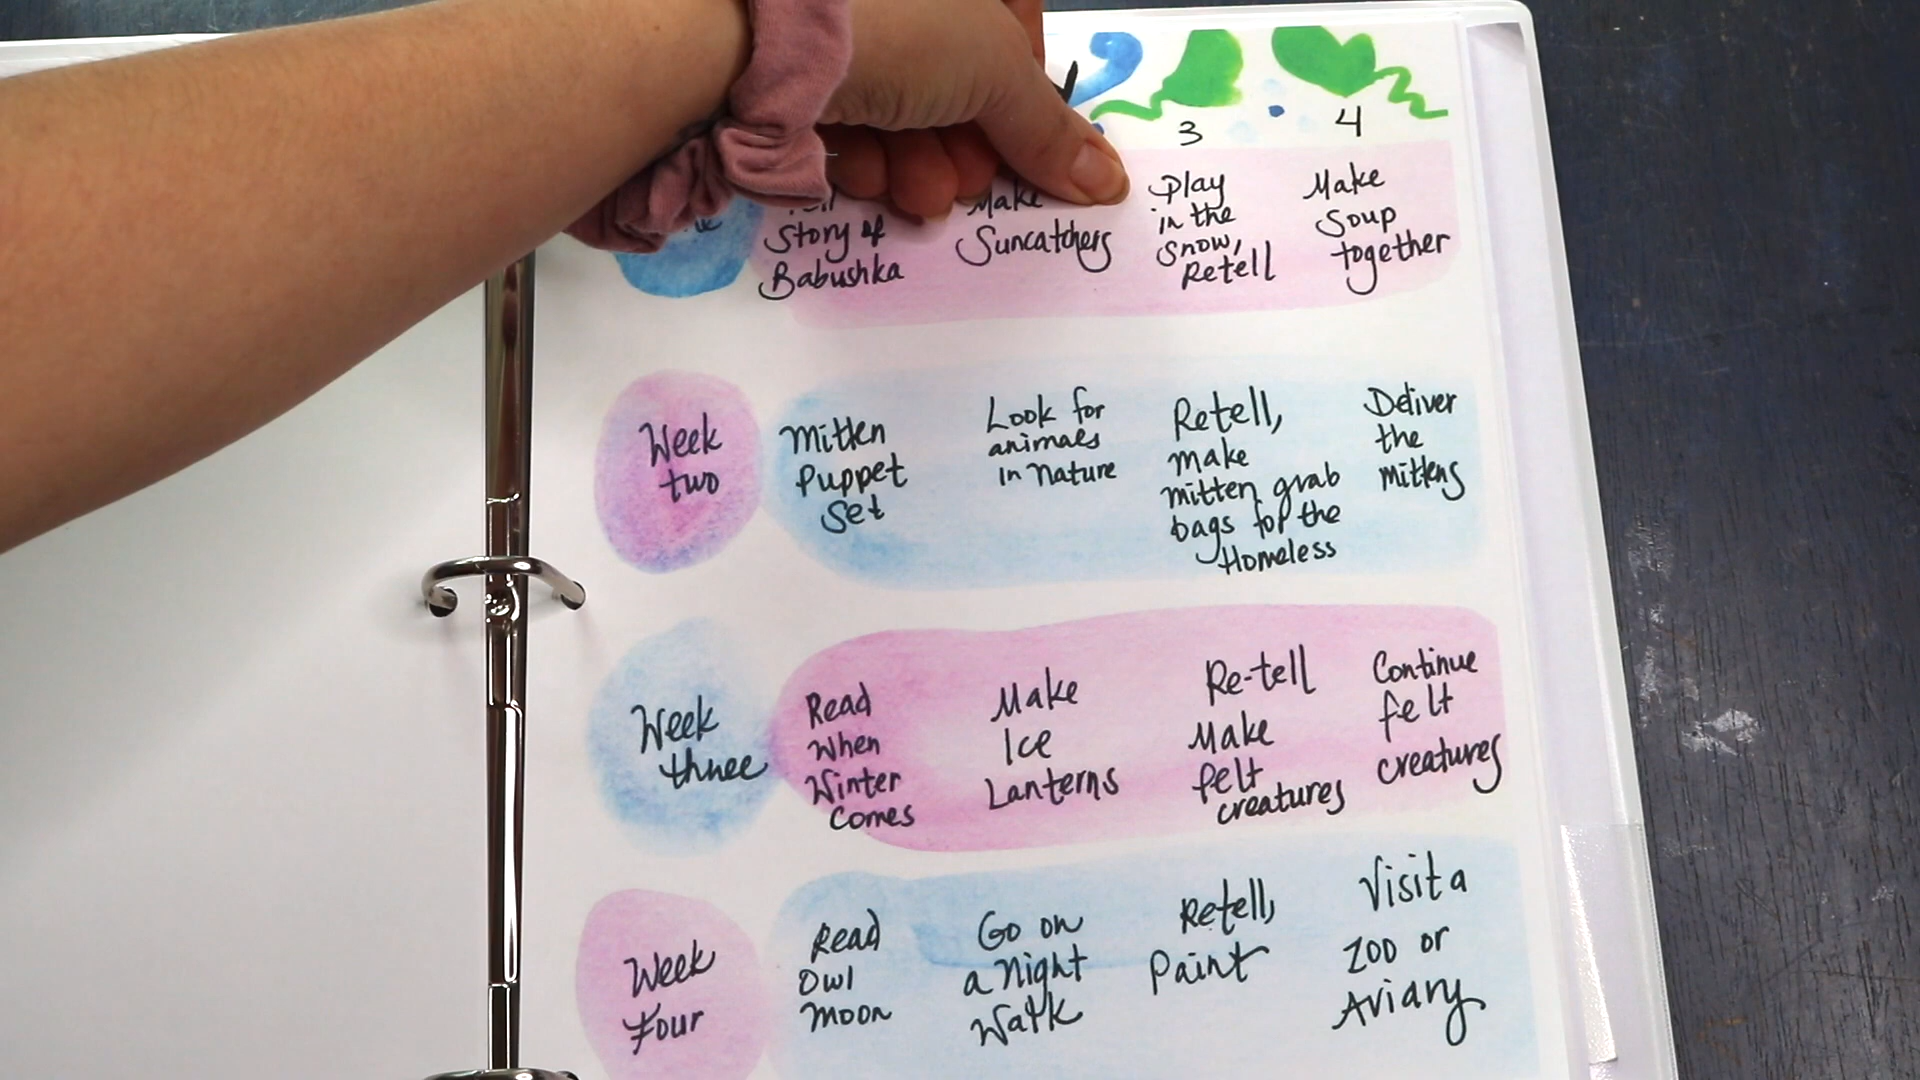 3
4
Story of
Babushka
Make
Suncatchers
Play
in the
Snow,
Retell
Make
Soup
together
Week
two
Mitten
Puppet
Set
Look for
animals
in nature
Retell,
make
mitten grab
bags for the
Homeless
Deliver
the
mittens
Week
three
Read
When
Winter
Comes
Make
Ice
Lanterns
Re-tell
Make
felt
creatures
Continue
felt
creatures
Week
Four
Read
Owl
Moon
Go on
a night
Walk
Retell,
Paint
Visit a
zoo or
Aviary